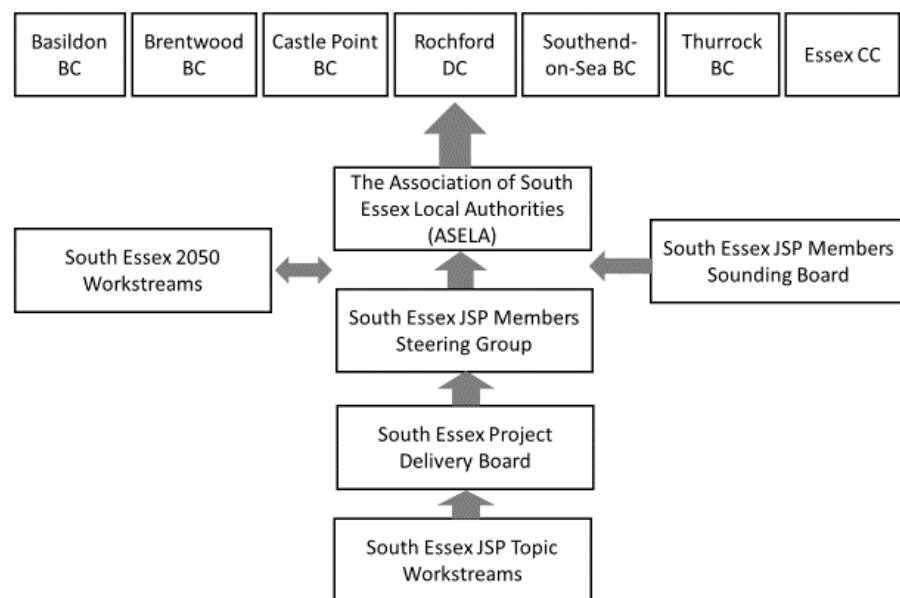 Basildon
BC
Brentwood
BC
Castle Point
BC
Rochford
DC
Southend-
on-Sea BC
Thurrock
BC
Essex CC
The Association of South
Essex Local Authorities
(ASELA)
South Essex 2050
Workstreams
South Essex JSP Members
Sounding Board
South Essex JSP Members
Steering Group
South Essex Project
Delivery Board
South Essex JSP Topic
Workstreams